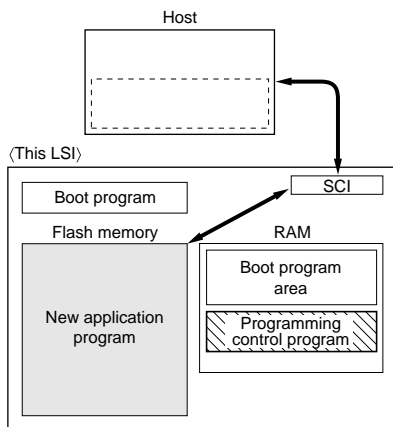 Host
〈This LSI〉
SCI
Boot program
Flash memory
RAM
Boot program
area
New application
program
Programming
control program